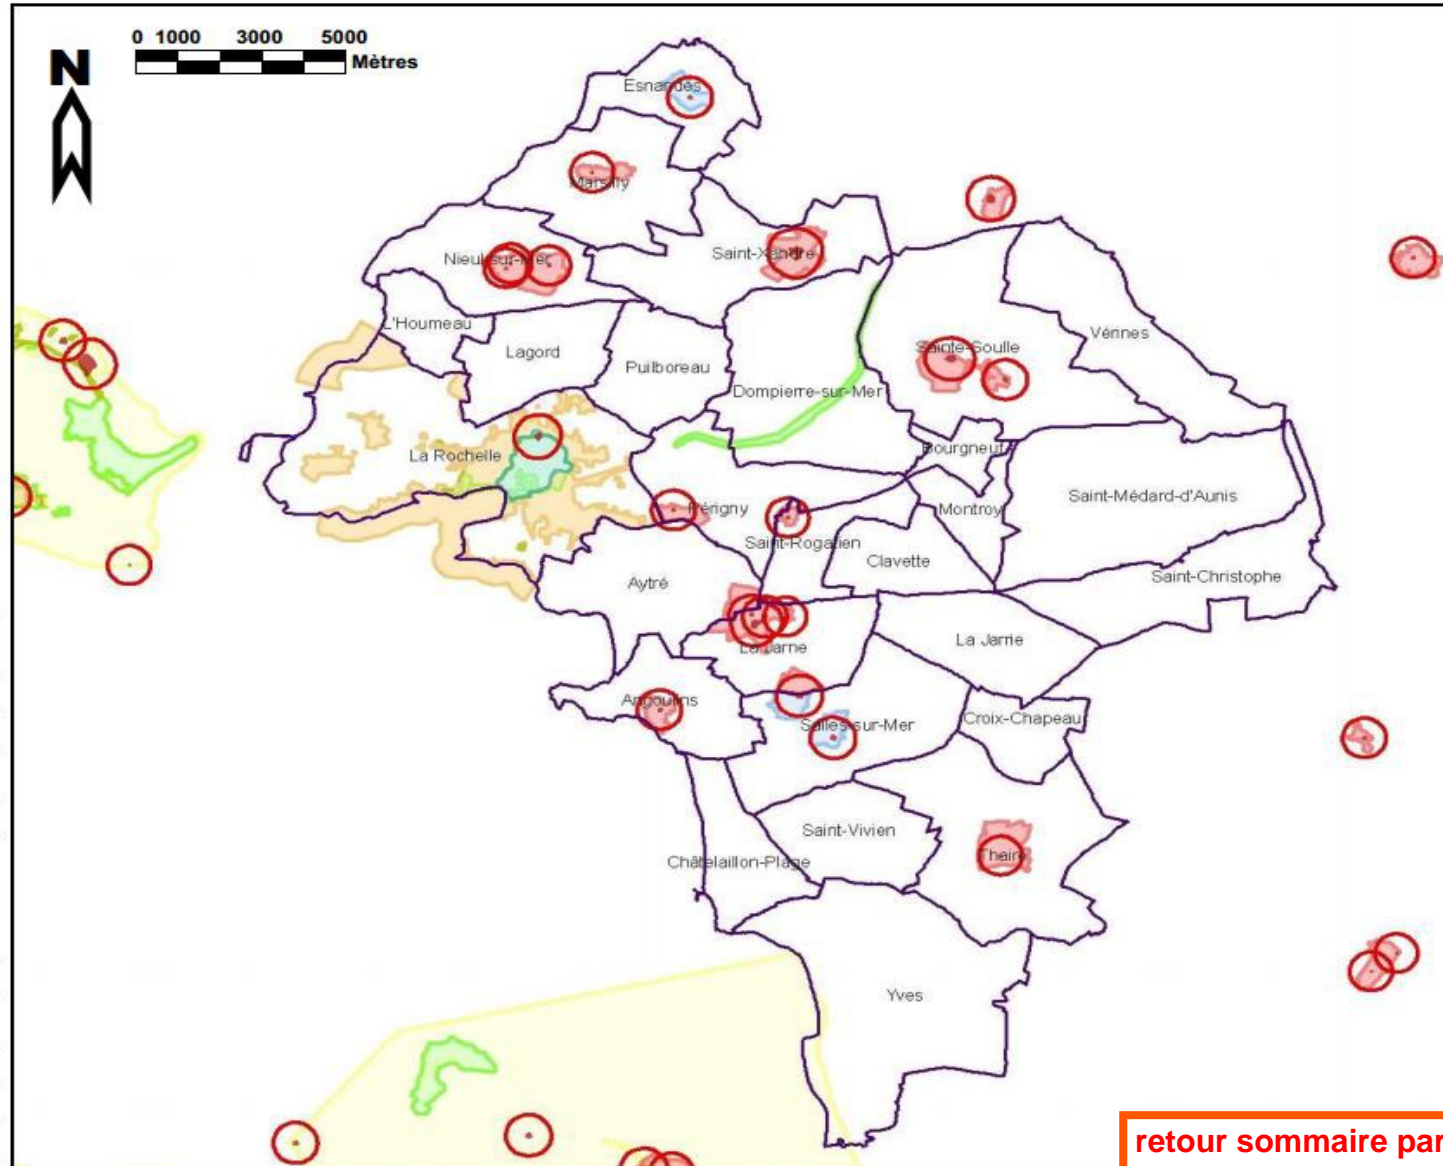 0 1000 3000 5000
Mètres
N
Esnandes
Marsilly
Nieul-sur-Mer
Saint-Xandre
L'Houmeau
Lagord
Puilboreau
Sainte-Soulle
Vérines
Dompierre-sur-Mer
La Rochelle
Bourgneuf
Périgny
Montroy
Saint-Médard-d'Aunis
Saint-Rogatien
Clavette
Aytré
Saint-Christophe
La Jarne
La Jarrie
Angoulins
Salles-sur-Mer
Croix-Chapeau
Saint-Vivien
Châtelaillon-Plage
Thairé
Yves
retour sommaire par